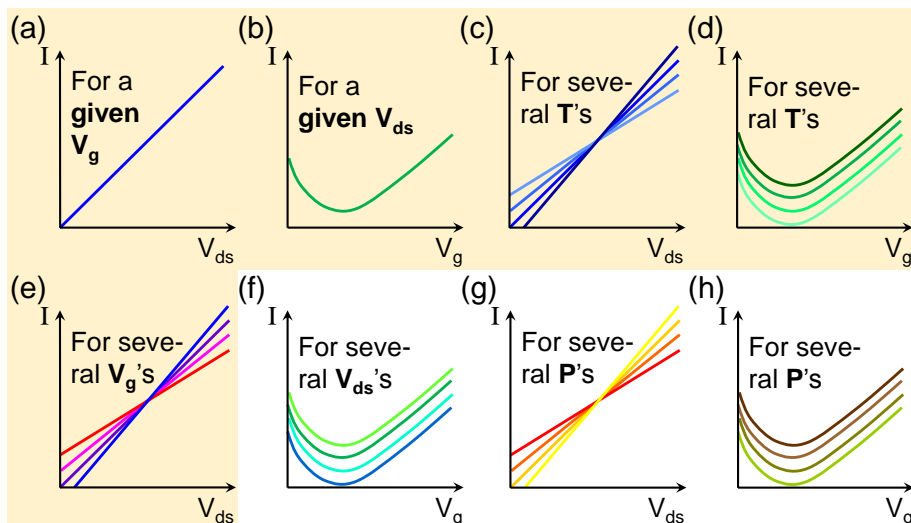 (a)
I
For a
given
Vg
Vds
(b)
I
For a
given Vds
Vg
(c)
I
For seve-
ral T's
Vds
(d)
I
For seve-
ral T's
Vg
(e)
I
For seve-
ral Vg's
Vds
(f)
I
For seve-
ral Vds's
Vg
(g)
I
For seve-
ral P's
Vds
(h)
I
For seve-
ral P's
Vg